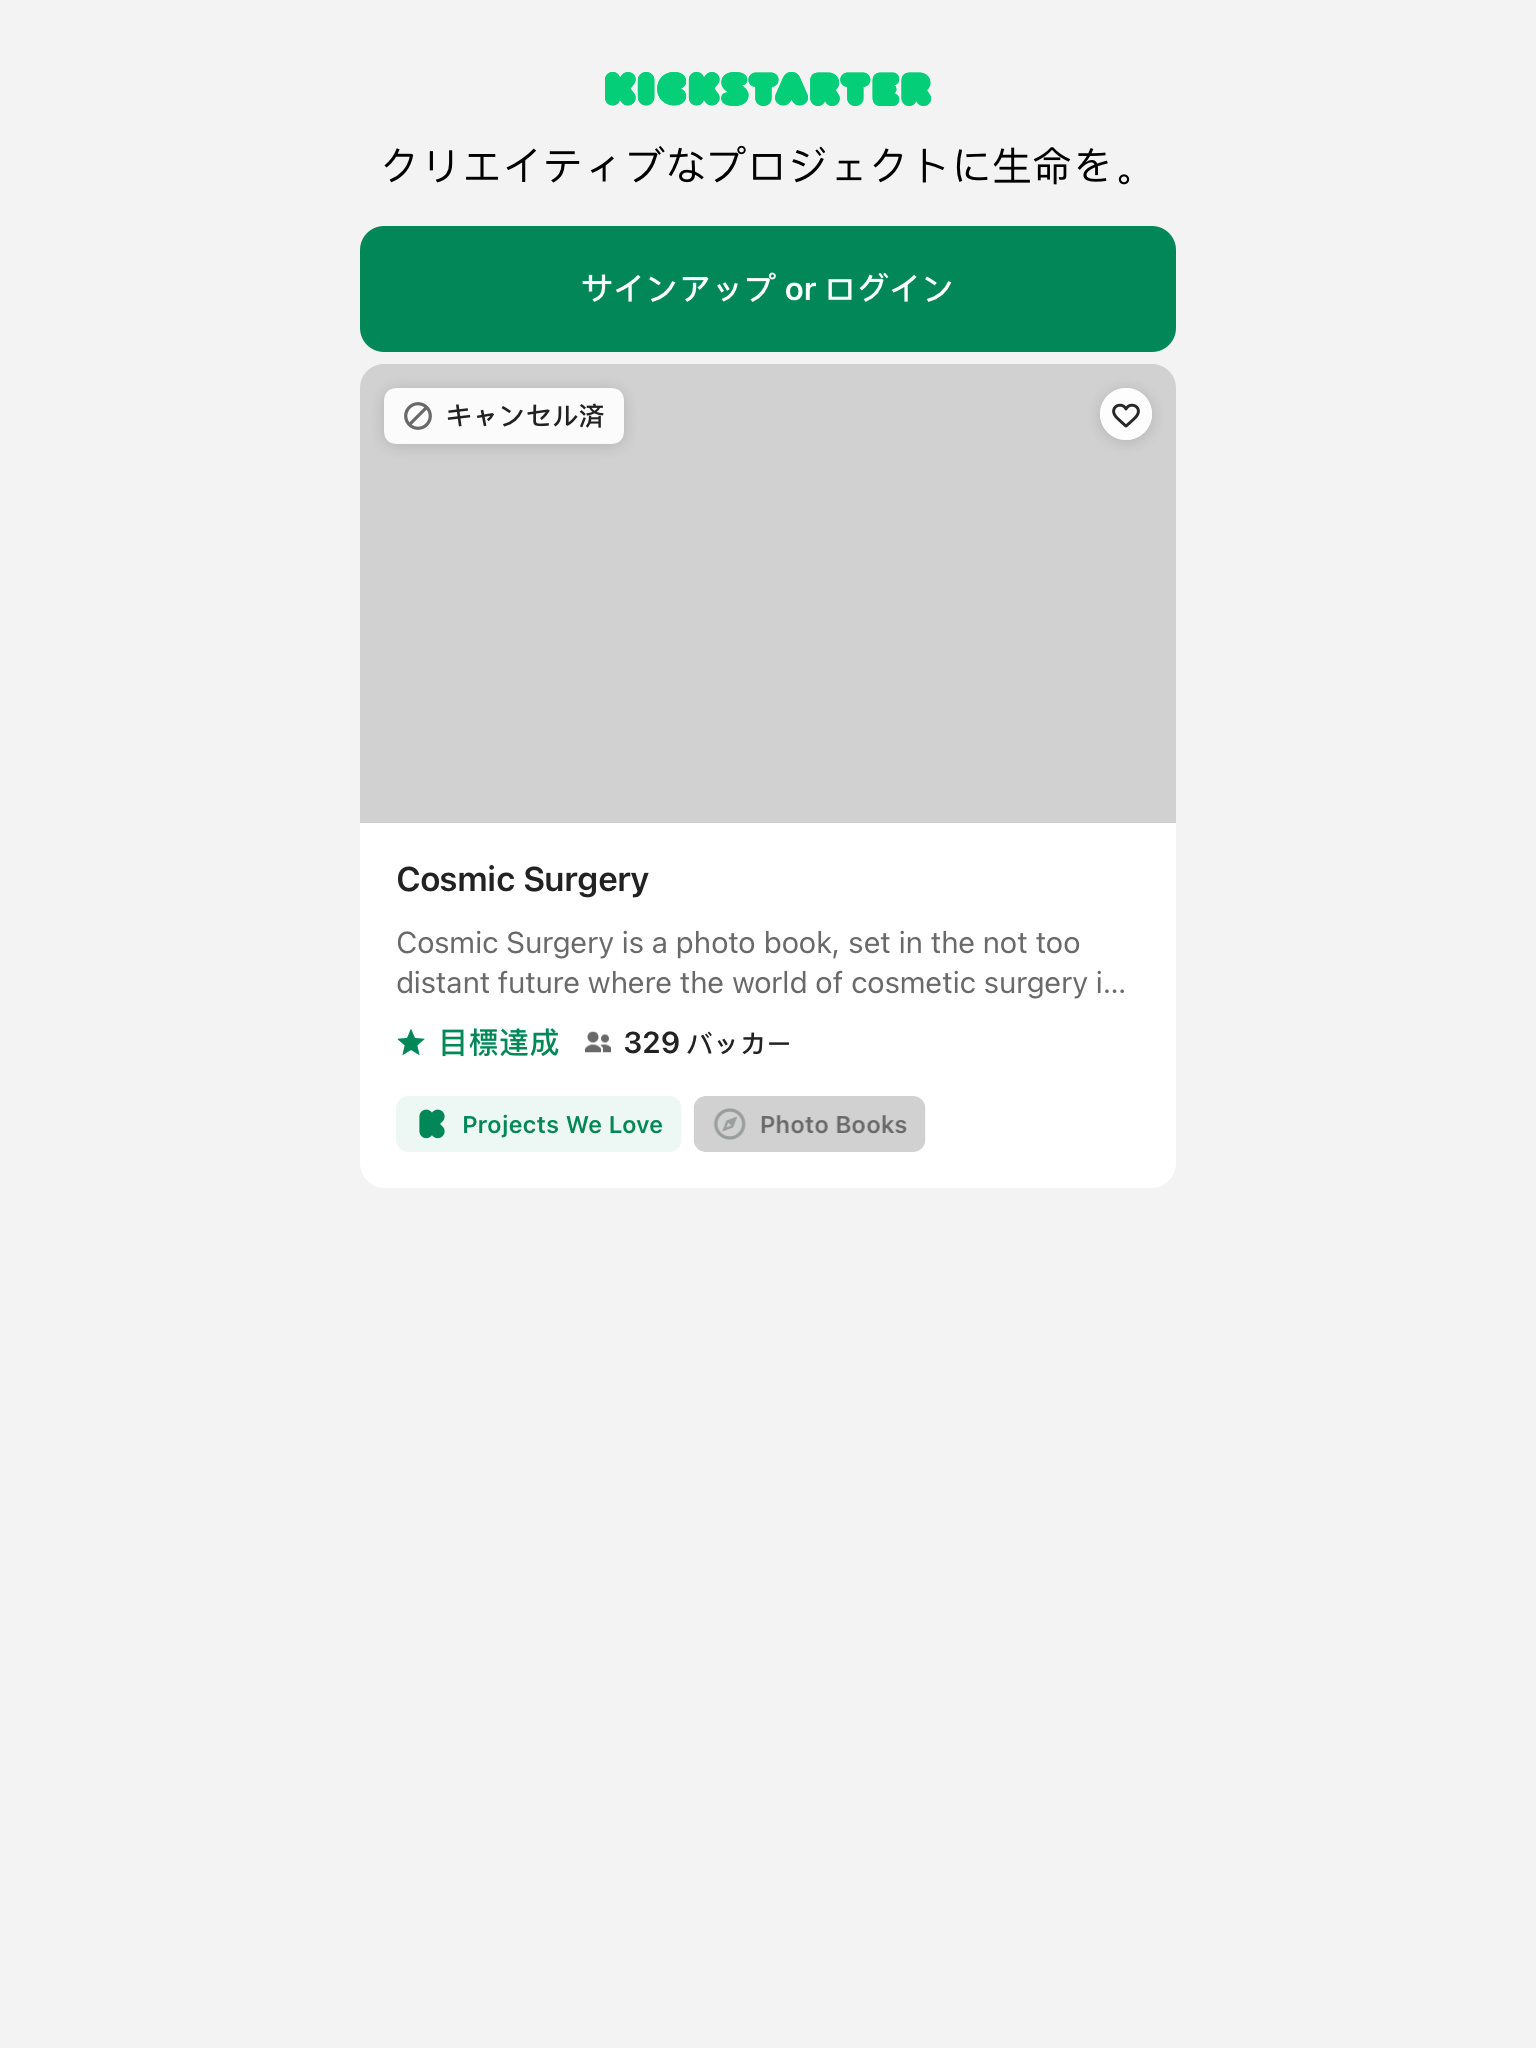 KICKSTARTER
クリエイティブなプロジェクトに生命を。
サインアップ or ログイン
キャンセル済
Cosmic Surgery
Cosmic Surgery is a photo book, set in the not too
distant future where the world of cosmetic surgery i...
目標達成 329 バッカー
Projects We Love Photo Books